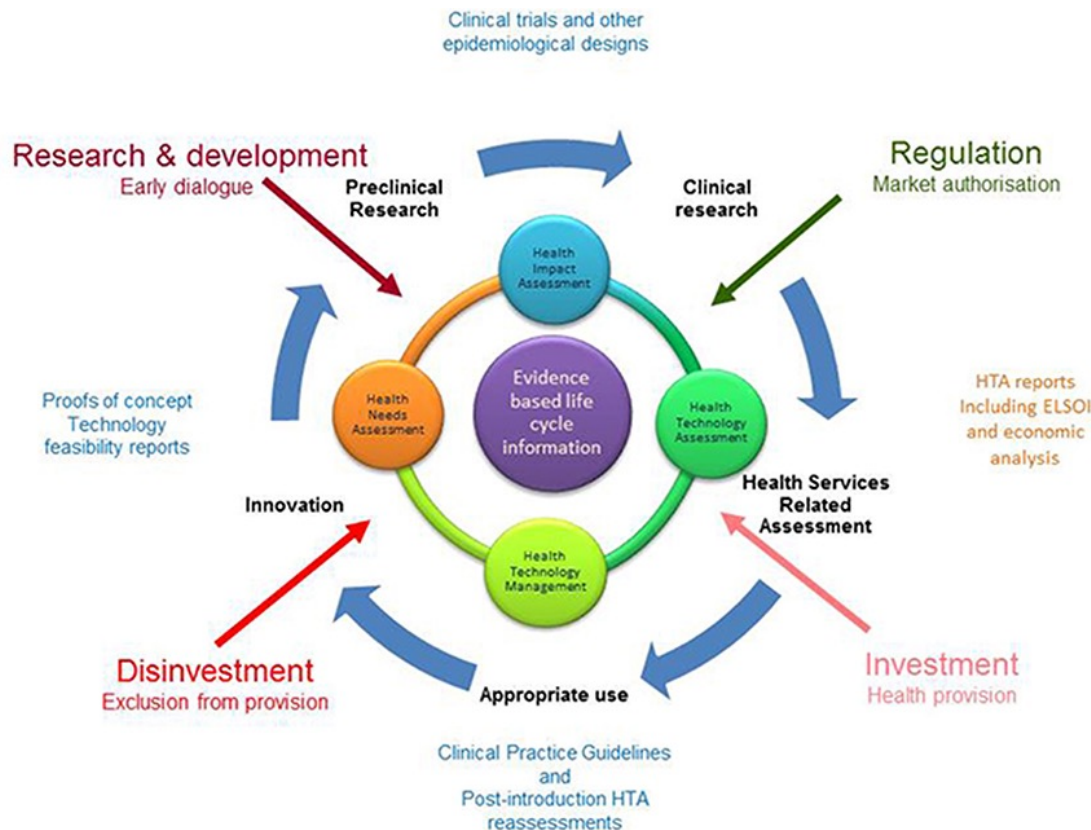 Clinical trials and other
epidemiological designs
Research & development
Early dialogue
Preclinical
Research
Clinical
research
Regulation
Market authorisation
Health
Impact
Assessment
Proofs of concept
Technology
feasibility reports
Health
Needs
Assessment
Evidence
based life
cycle
information
Health
Technology
Assessment
HTA reports
Including ELSOI
and economic
analysis
Innovation
Health Services
Related
Assessment
Health
Technology
Management
Disinvestment
Exclusion from provision
Appropriate use
Investment
Health provision
Clinical Practice Guidelines
and
Post-introduction HTA
reassessments